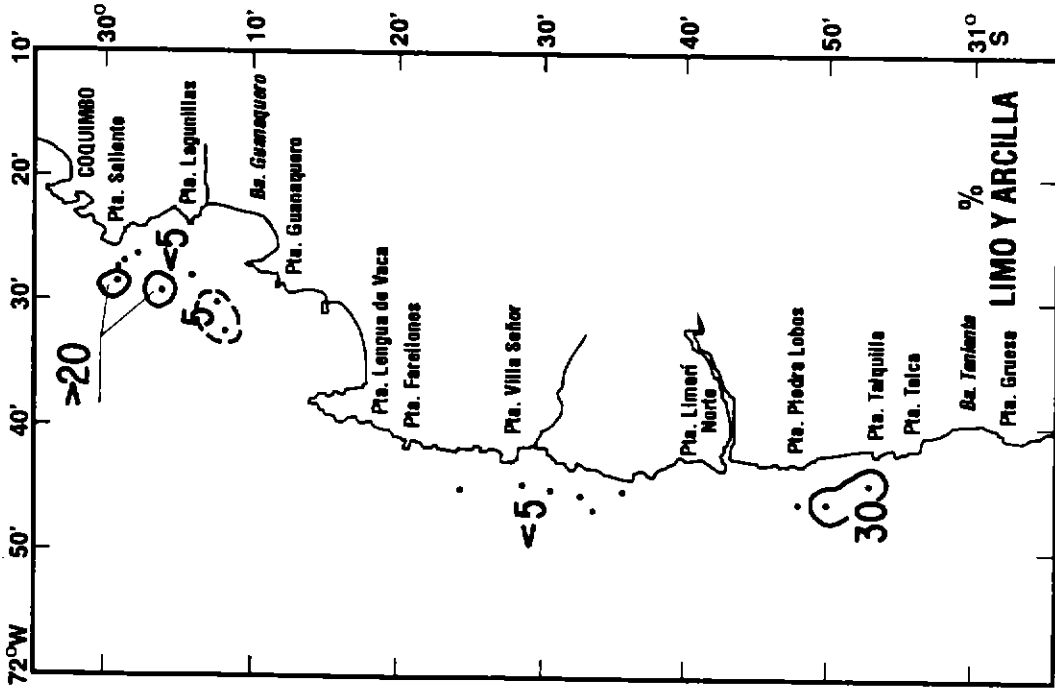 72°W
50'
40'
30'
20'
10'
30°
10'
20'
30'
40'
50'
31°
S
COQUIMBO
Pta. Saliente
Pta. Lagunillas
Ba. Guanaquero
Pta. Guanaquero
Pta. Lengua de Vaca
Pta. Farellones
Pta. Villa Señor
Pta. Limarí
Norte
Pta. Piedra Lobos
Pta. Talquilla
Pta. Talca
Ba. Teniente
Pta. Gruesa
>20
<5
5
<5
30
%
LIMO Y ARCILLA